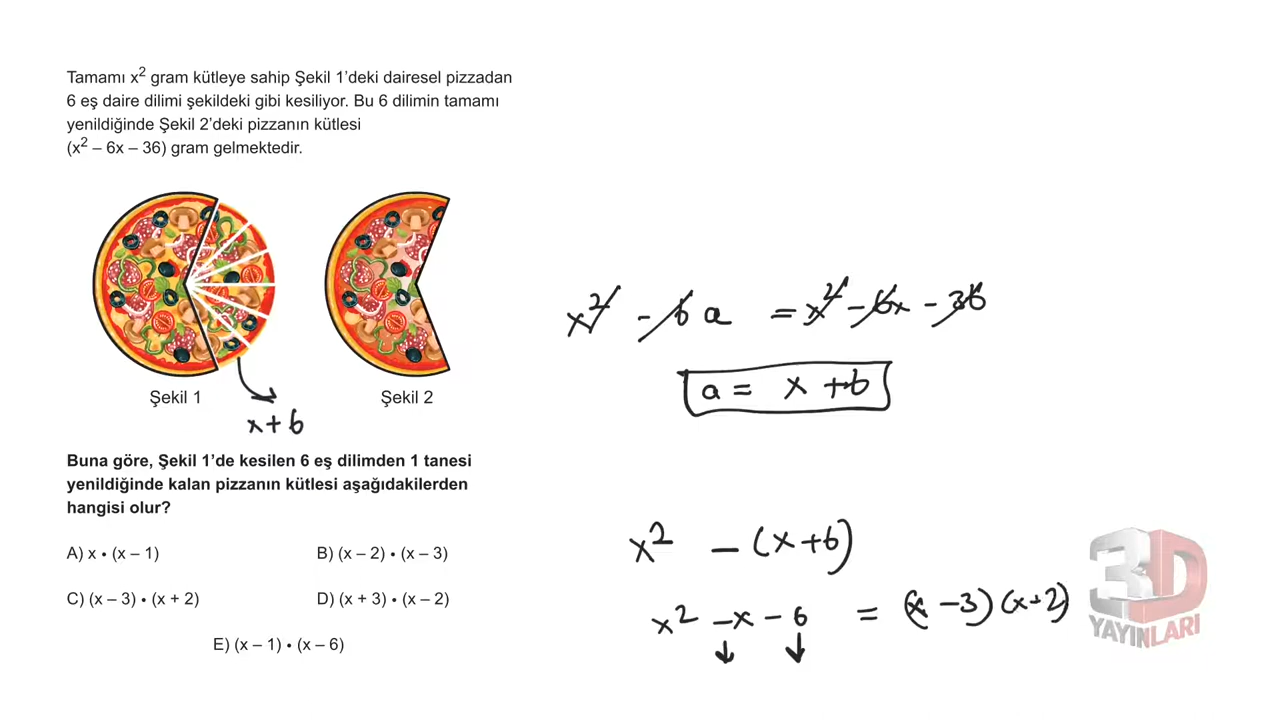 Tamamı x² gram kütleye sahip Şekil 1'deki dairesel pizzadan
6 eş daire dilimi şekildeki gibi kesiliyor. Bu 6 dilimin tamamı
yenildiğinde Şekil 2'deki pizzanın kütlesi
(x² – 6x – 36) gram gelmektedir.
Şekil 1
Şekil 2
x+6
Buna göre, Şekil 1'de kesilen 6 eş dilimden 1 tanesi
yenildiğinde kalan pizzanın kütlesi aşağıdakilerden
hangisi olur?
A) x • (x – 1)
B) (x – 2) • (x – 3)
C) (x – 3) • (x + 2)
D) (x + 3) • (x – 2)
E) (x – 1) • (x – 6)
x² - 6a = x² - 6x - 36
a = x + 6
x² - (x+6)
x² - x - 6 = (x - 3) (x+2)
3D
YAYINLARI